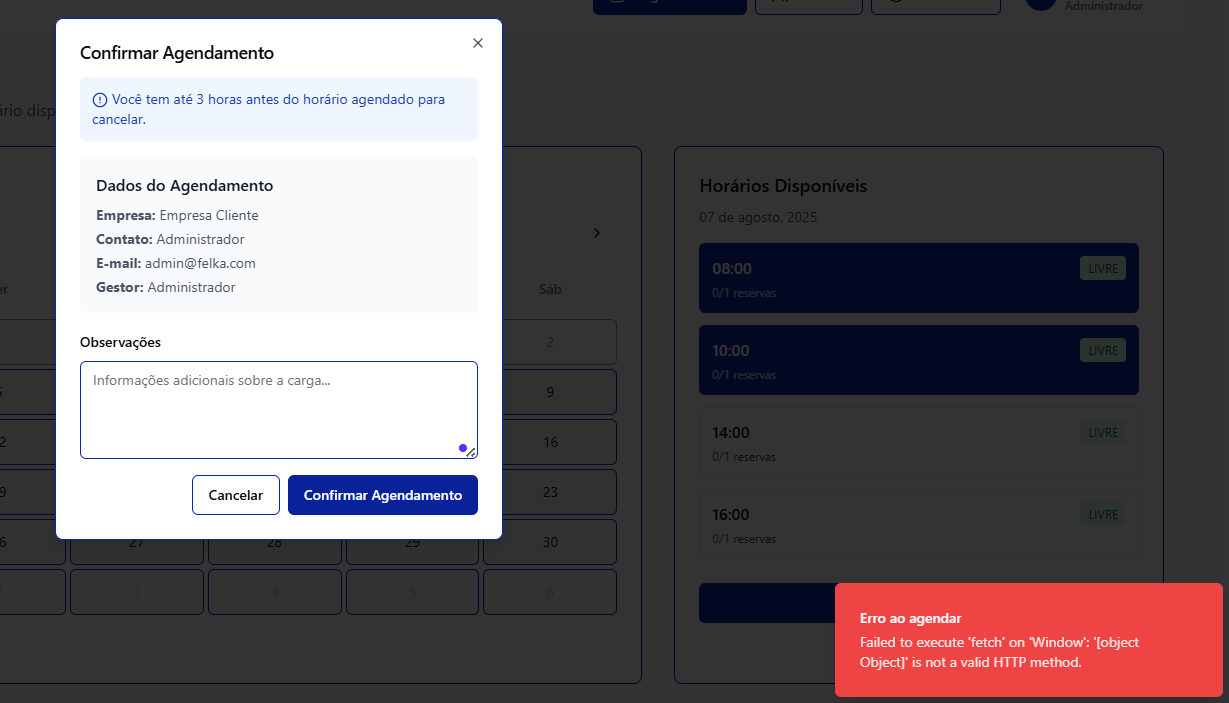 Administrador
Confirmar Agendamento
Você tem até 3 horas antes do horário agendado para
cancelar.
Dados do Agendamento
Empresa: Empresa Cliente
Contato: Administrador
E-mail: admin@felka.com
Gestor: Administrador
Observações
Informações adicionais sobre a carga...
Cancelar
Confirmar Agendamento
Sáb
2
9
16
23
27
28
29
30
3
4
5
6
Horários Disponíveis
07 de agosto, 2025
08:00
LIVRE
0/1 reservas
10:00
LIVRE
0/1 reservas
14:00
LIVRE
0/1 reservas
16:00
LIVRE
0/1 reservas
Erro ao agendar
Failed to execute 'fetch' on 'Window': '[object
Object]' is not a valid HTTP method.